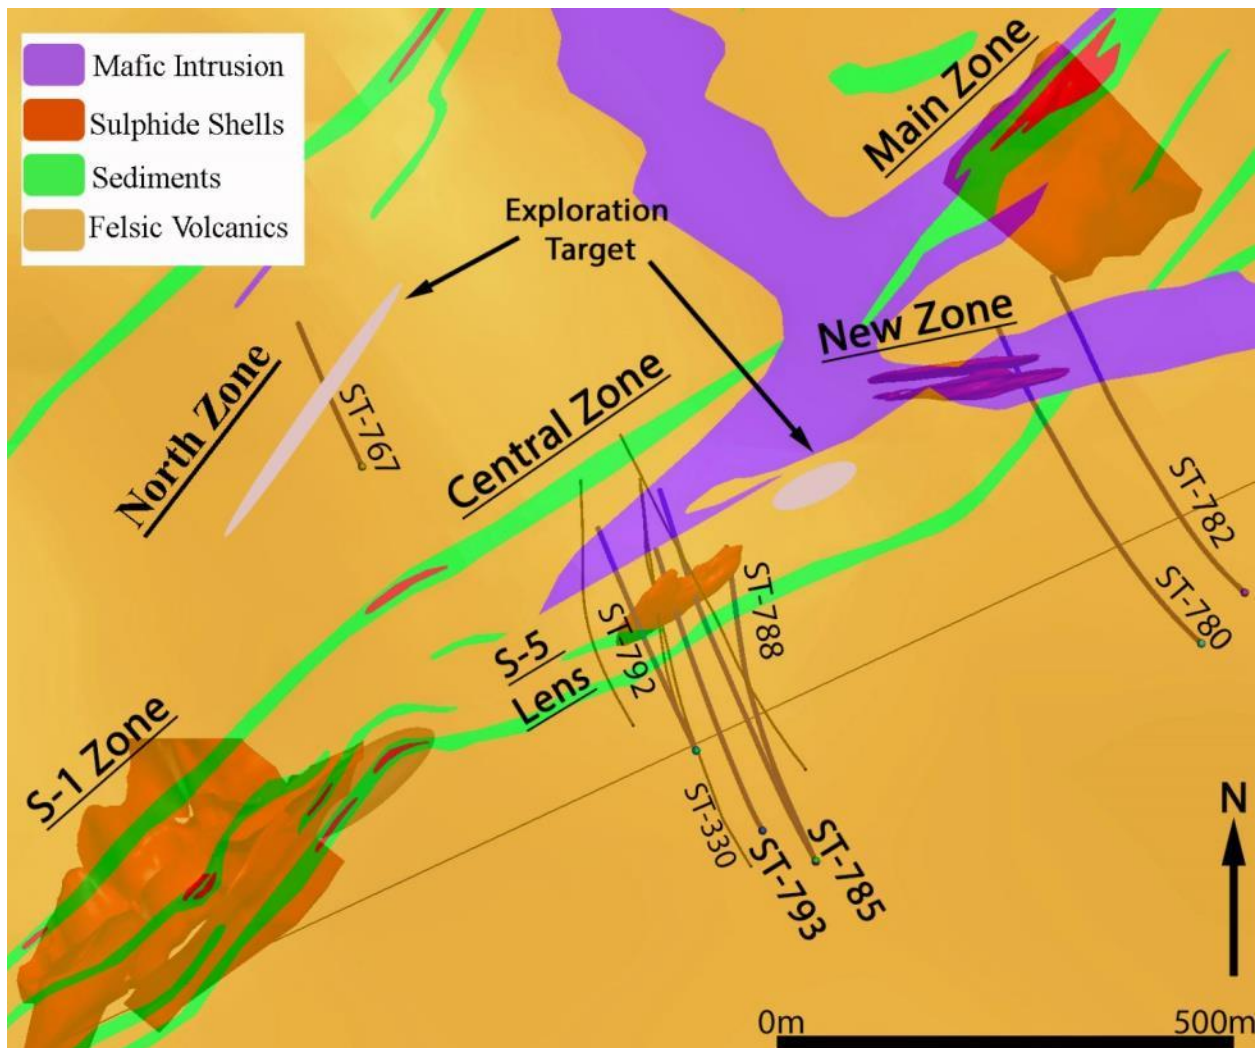 Mafic Intrusion
Sulphide Shells
Sediments
Felsic Volcanics
Main Zone
Exploration
Target
New Zone
North Zone
ST-767
Central Zone
ST-782
ST-780
ST-788
S-5
Lens
ST-792
S-1 Zone
ST-330
ST-793
ST-785
N
0m
500m